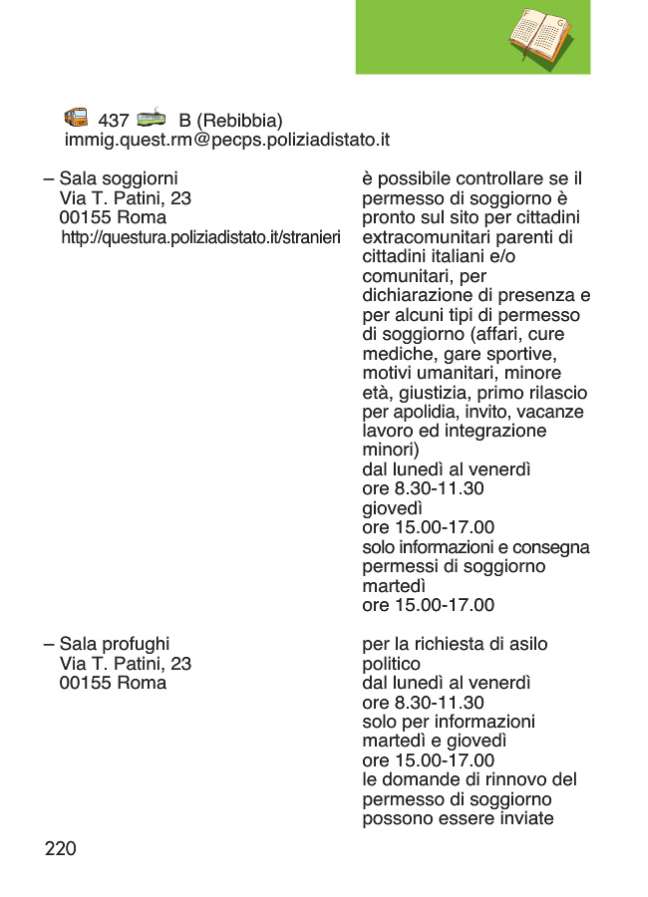 437 B (Rebibbia)
immig.quest.rm@pecps.poliziadistato.it
– Sala soggiorni
Via T. Patini, 23
00155 Roma
http://questura.poliziadistato.it/stranieri
è possibile controllare se il
permesso di soggiorno è
pronto sul sito per cittadini
extracomunitari parenti di
cittadini italiani e/o
comunitari, per
dichiarazione di presenza e
per alcuni tipi di permesso
di soggiorno (affari, cure
mediche, gare sportive,
motivi umanitari, minore
età, giustizia, primo rilascio
per apolidia, invito, vacanze
lavoro ed integrazione
minori)
dal lunedì al venerdì
ore 8.30-11.30
giovedì
ore 15.00-17.00
solo informazioni e consegna
permessi di soggiorno
martedì
ore 15.00-17.00
– Sala profughi
Via T. Patini, 23
00155 Roma
per la richiesta di asilo
politico
dal lunedì al venerdì
ore 8.30-11.30
solo per informazioni
martedì e giovedì
ore 15.00-17.00
le domande di rinnovo del
permesso di soggiorno
possono essere inviate
220